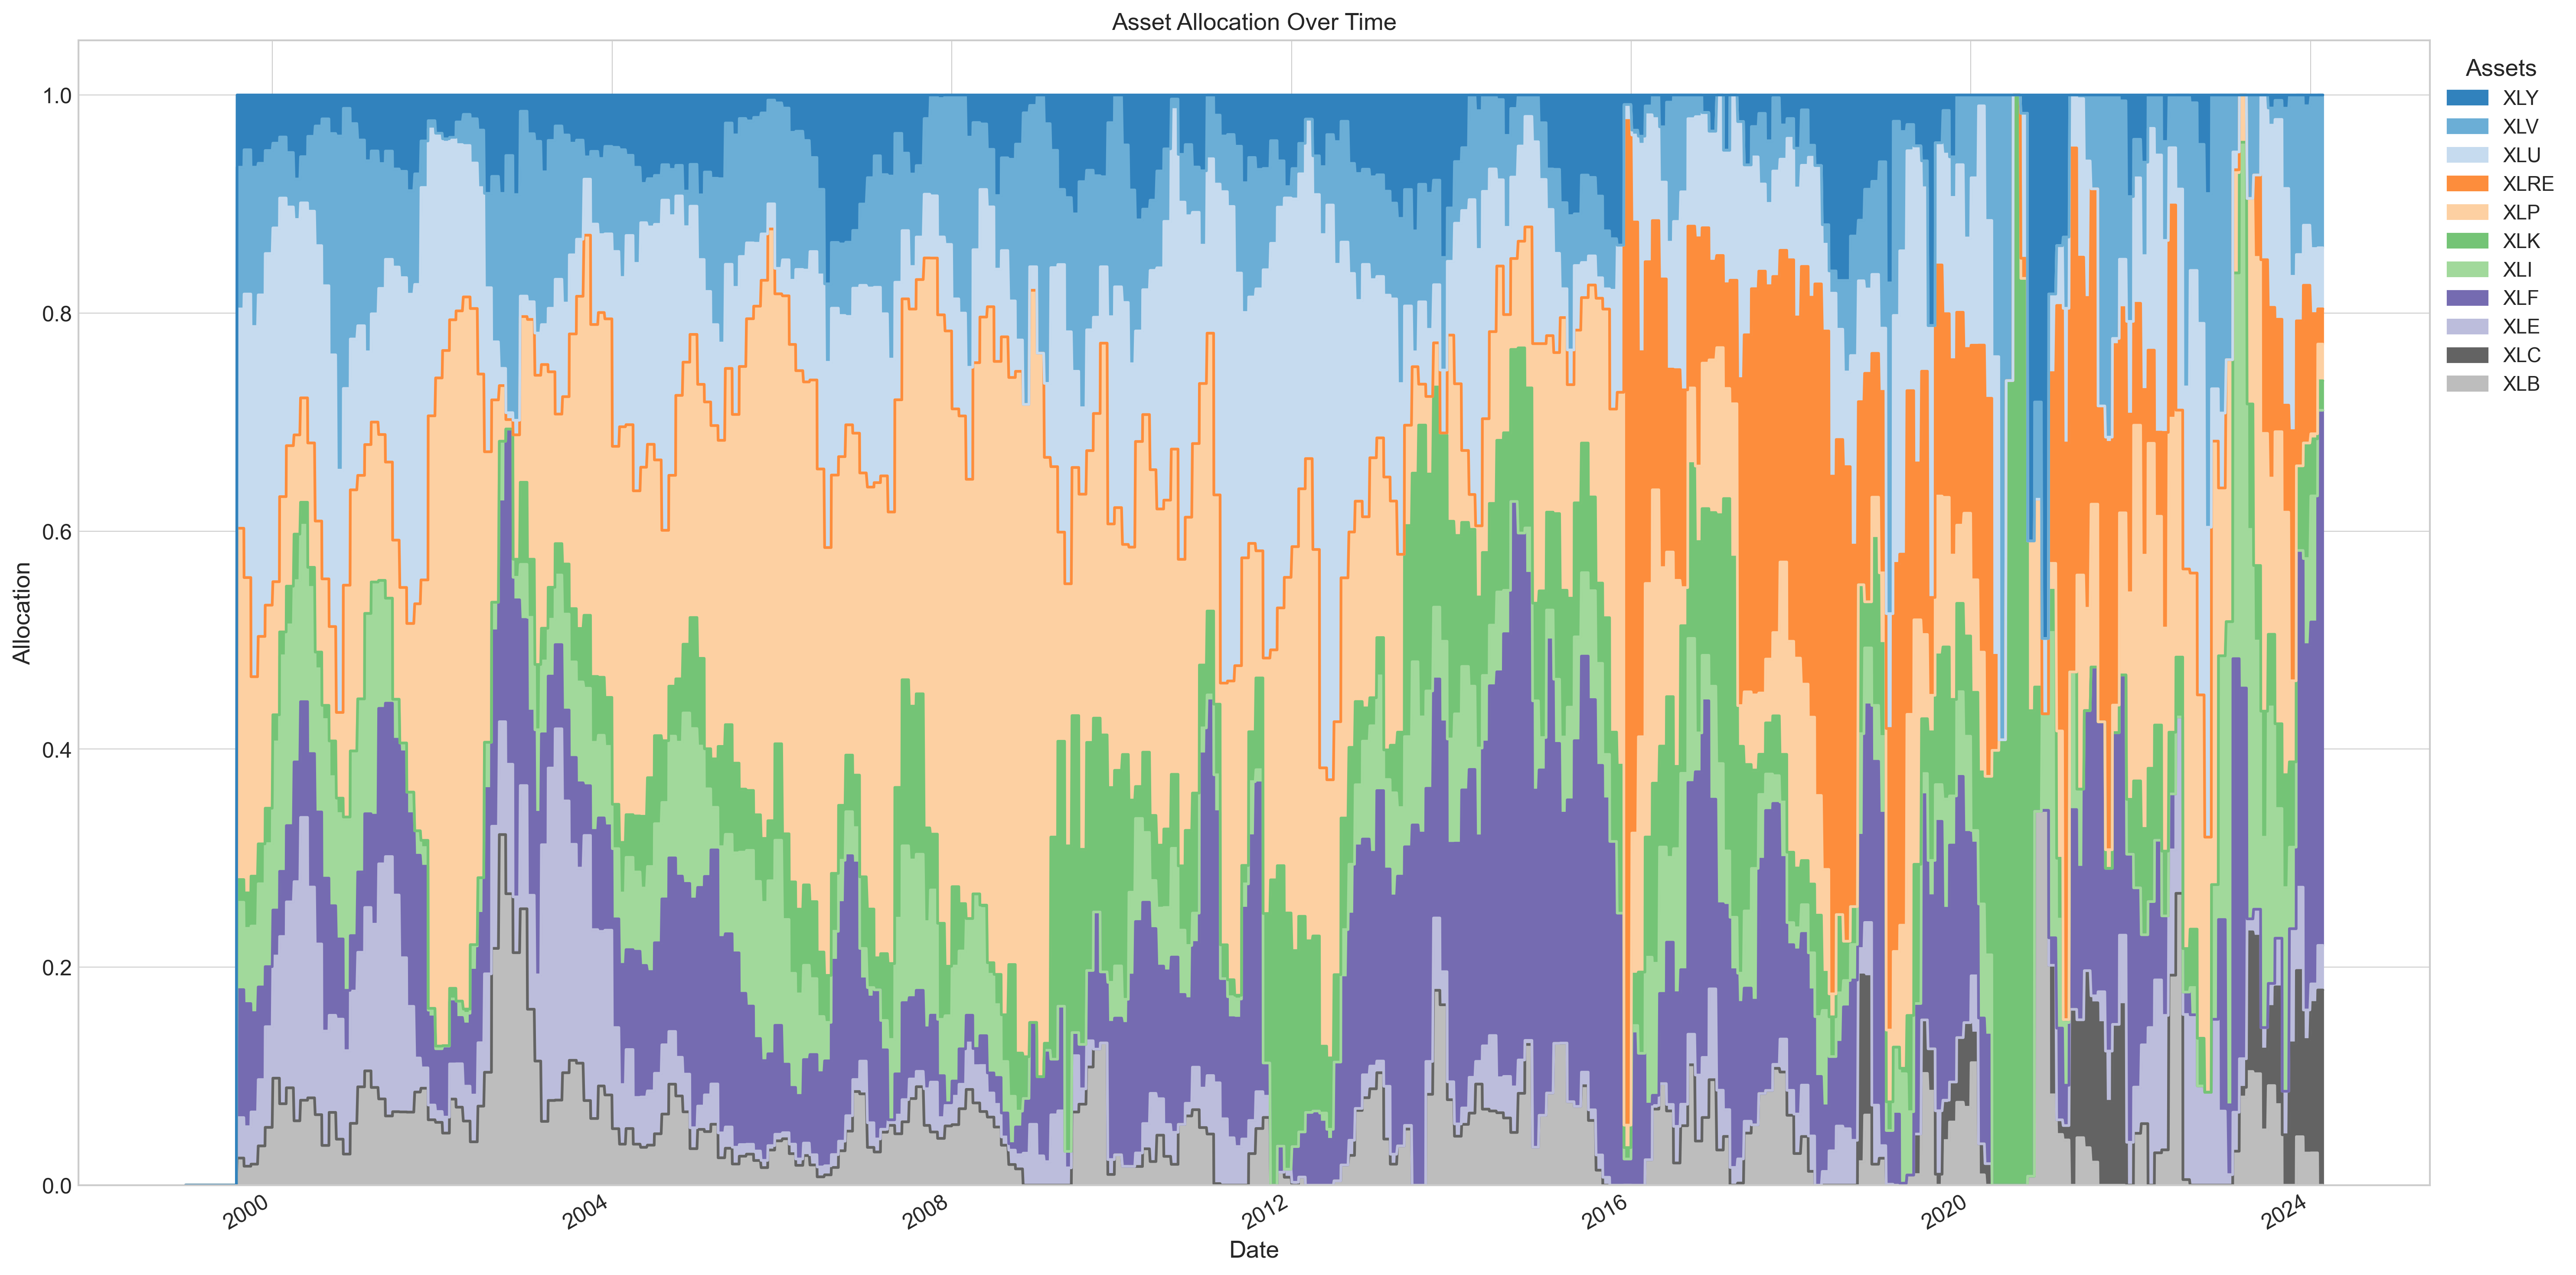 Asset Allocation Over Time
Assets
XLY
XLV
XLU
XLRE
XLP
XLK
XLI
XLF
XLE
XLC
XLB
Allocation
1.0
0.8
0.6
0.4
0.2
0.0
2000
2004
2008
2012
2016
2020
2024
Date